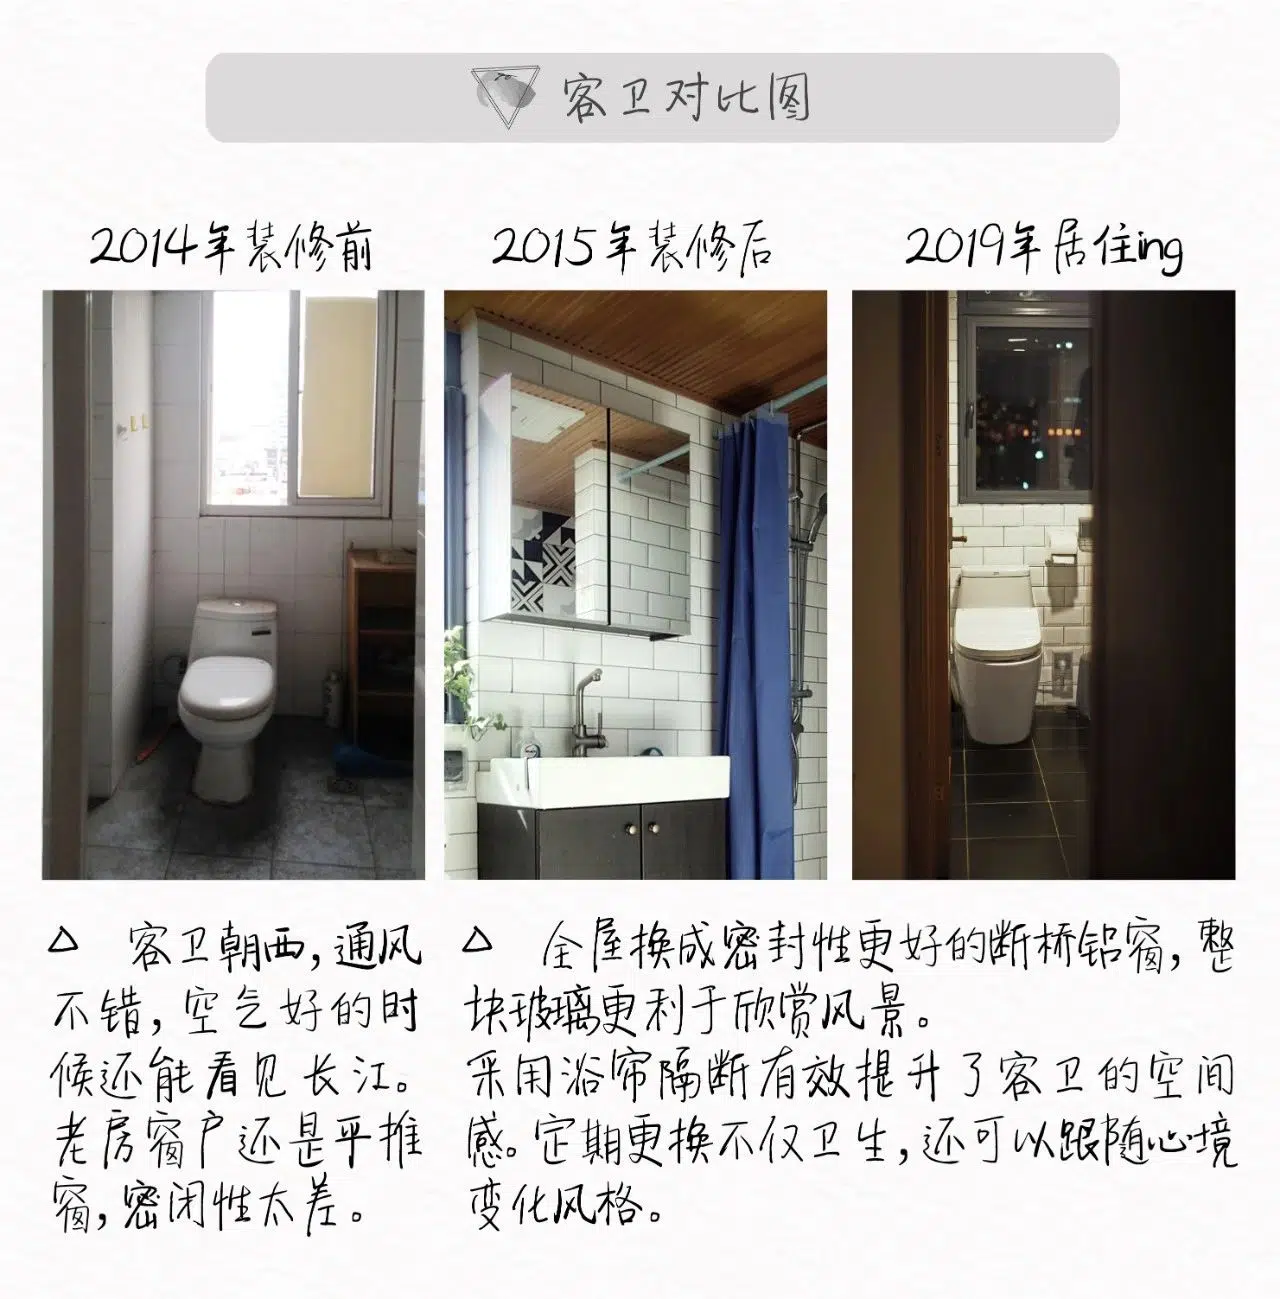 客卫对比图
2014年装修前
2015年装修后
2019年居住ing
△ 客卫朝西,通风
不错,空气好的时
候还能看见长江。
老房窗户还是平推
窗,密闭性太差。
△ 全屋换成密封性更好的断桥铝窗,整
块玻璃更利于欣赏风景。
采用浴帘隔断有效提升了客卫的空间
感。定期更换不仅卫生,还可以跟随心境
变化风格。